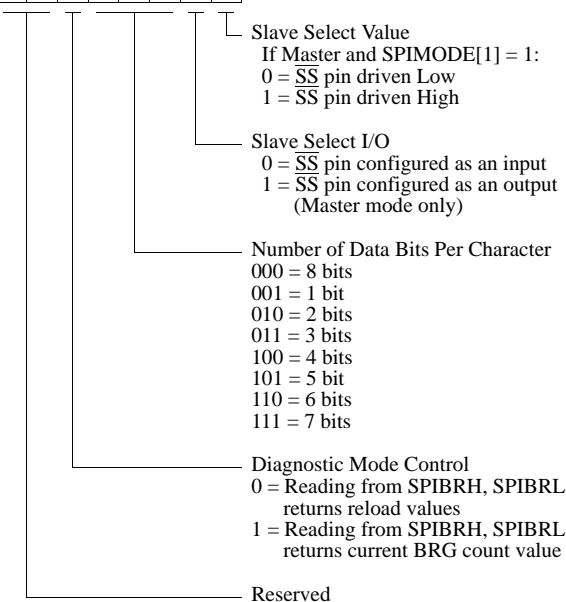 Slave Select Value
If Master and SPIMODE[1] = 1:
0 = S̅S̅ pin driven Low
1 = S̅S̅ pin driven High
Slave Select I/O
0 = S̅S̅ pin configured as an input
1 = S̅S̅ pin configured as an output
(Master mode only)
Number of Data Bits Per Character
000 = 8 bits
001 = 1 bit
010 = 2 bits
011 = 3 bits
100 = 4 bits
101 = 5 bit
110 = 6 bits
111 = 7 bits
Diagnostic Mode Control
0 = Reading from SPIBRH, SPIBRL
returns reload values
1 = Reading from SPIBRH, SPIBRL
returns current BRG count value
Reserved